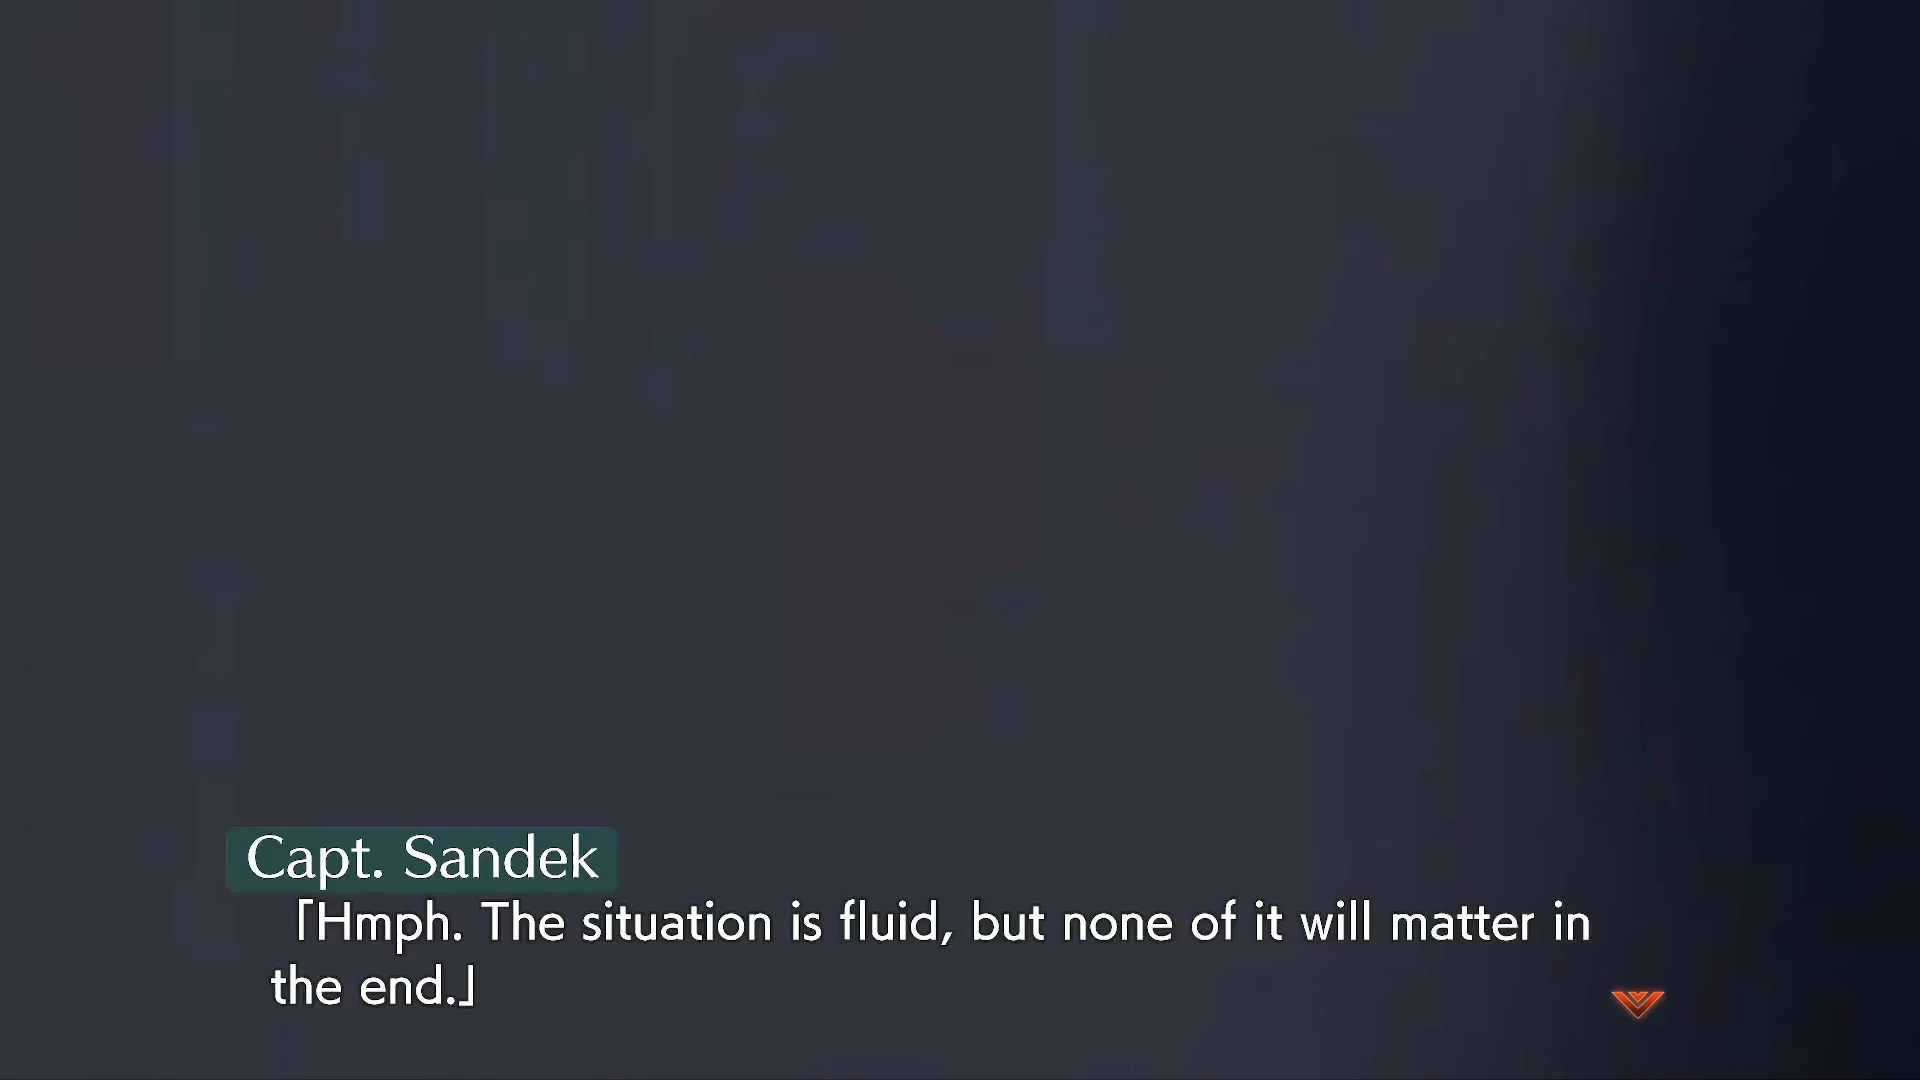 Capt. Sandek
「Hmph. The situation is fluid, but none of it will matter in
the end.」